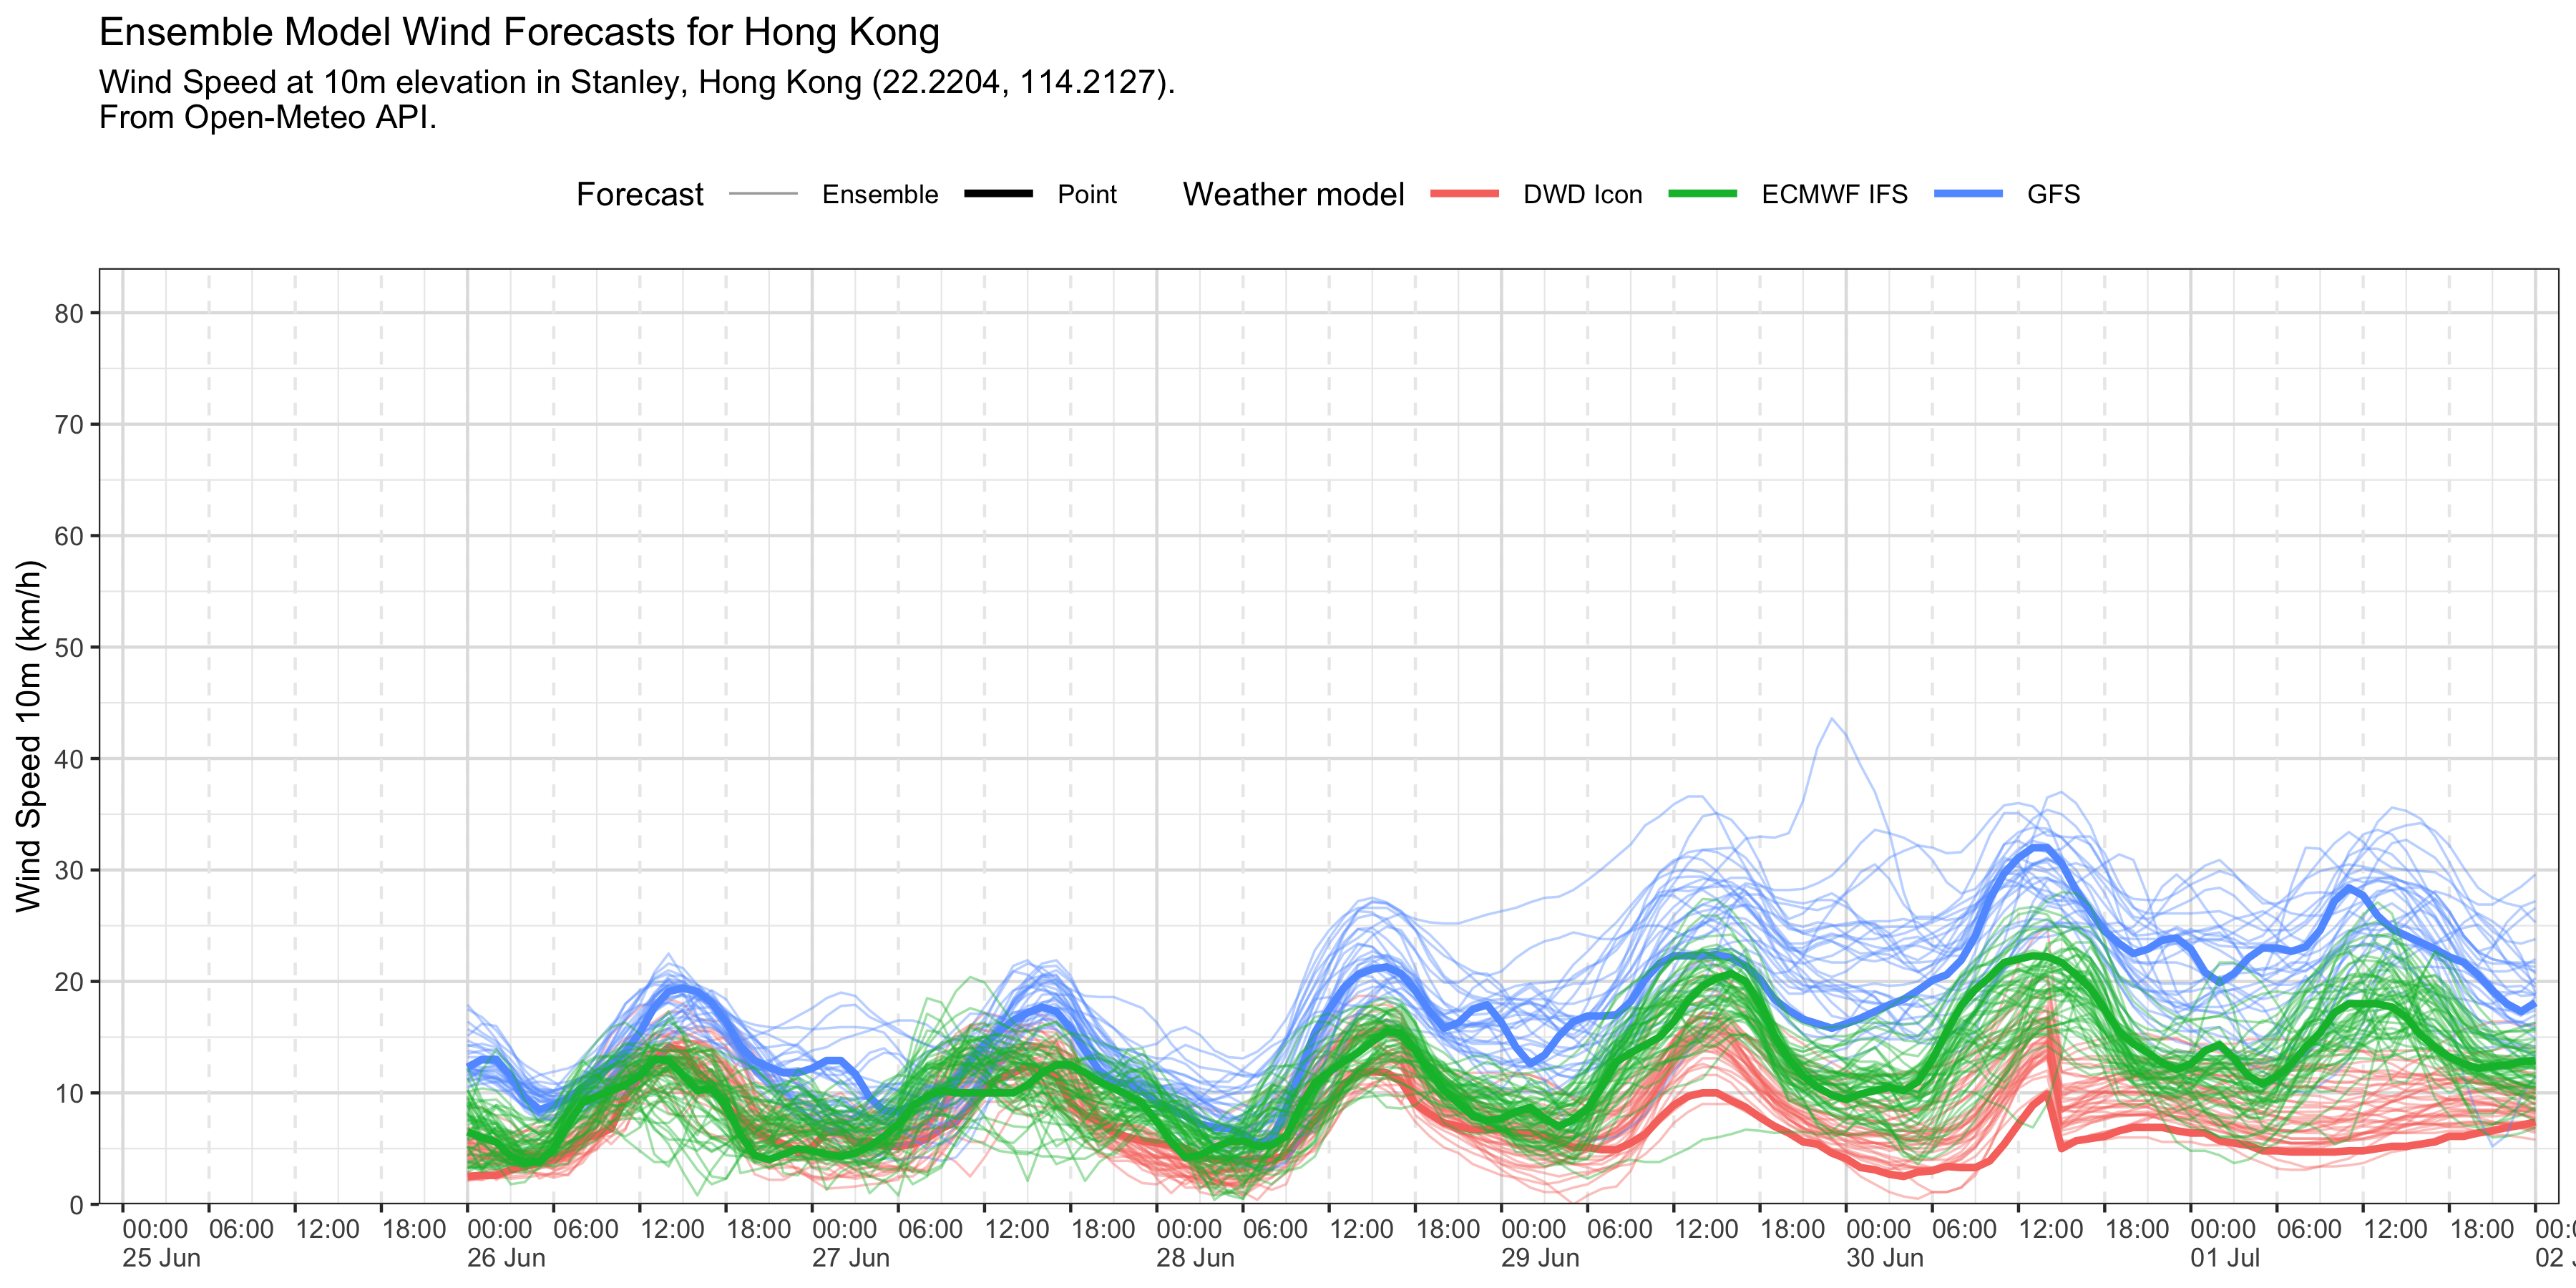 Ensemble Model Wind Forecasts for Hong Kong
Wind Speed at 10m elevation in Stanley, Hong Kong (22.2204, 114.2127).
From Open-Meteo API.
Forecast Ensemble Point Weather model DWD Icon ECMWF IFS GFS
Wind Speed 10m (km/h)
80
70
60
50
40
30
20
10
0
00:00 06:00 12:00 18:00 00:00 06:00 12:00 18:00 00:00 06:00 12:00 18:00 00:00 06:00 12:00 18:00 00:00 06:00 12:00 18:00 00:00 06:00 12:00 18:00 00:00 06:00 12:00 18:00 00:0
25 Jun 26 Jun 27 Jun 28 Jun 29 Jun 30 Jun 01 Jul 02